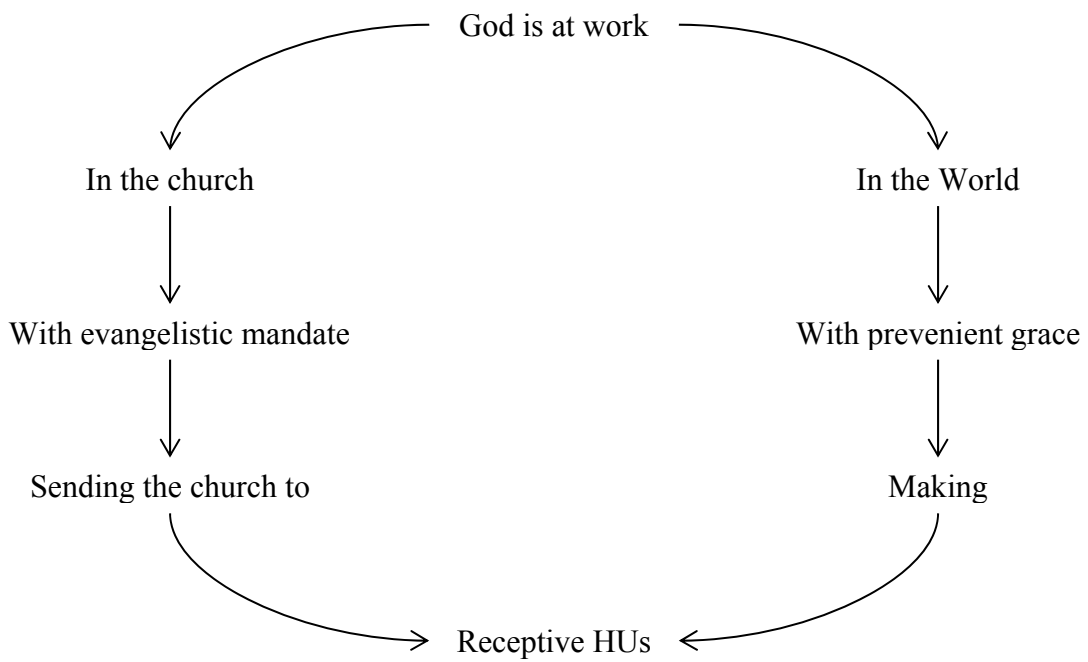 God is at work
In the church
In the World
With evangelistic mandate
With prevenient grace
Sending the church to
Making
Receptive HUs